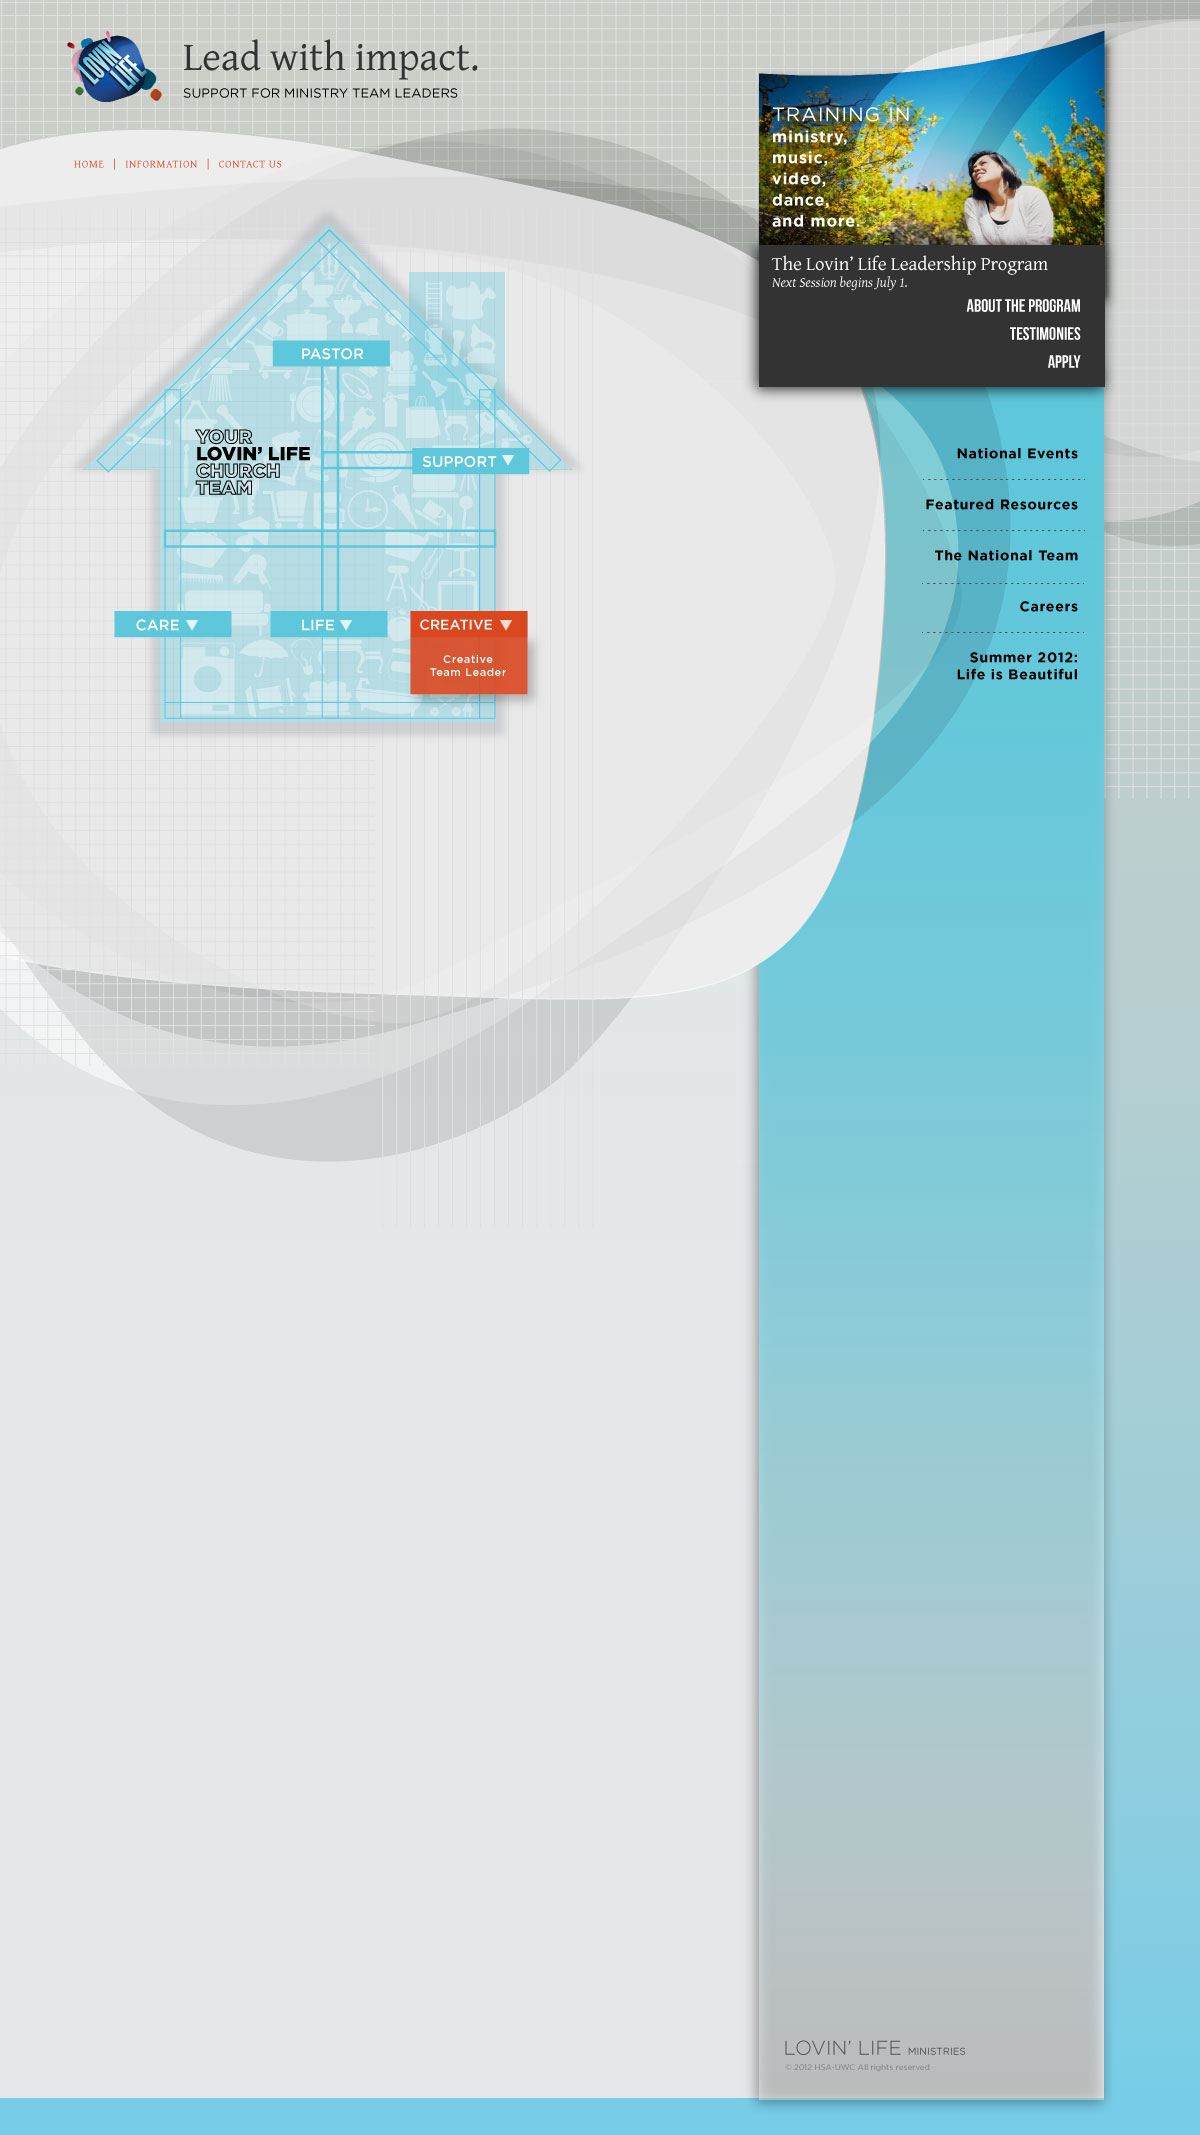 LOVIN'
LIFE
Lead with impact.
SUPPORT FOR MINISTRY TEAM LEADERS
HOME | INFORMATION | CONTACT US
TRAINING IN
ministry,
music,
video,
dance,
and more.
The Lovin' Life Leadership Program
Next Session begins July 1.
ABOUT THE PROGRAM
TESTIMONIES
APPLY
PASTOR
YOUR
LOVIN' LIFE
CHURCH
TEAM
SUPPORT ▼
CARE ▼
LIFE ▼
CREATIVE ▼
Creative
Team Leader
National Events
Featured Resources
The National Team
Careers
Summer 2012:
Life is Beautiful
LOVIN' LIFE MINISTRIES
© 2012 HSA-UWC All rights reserved